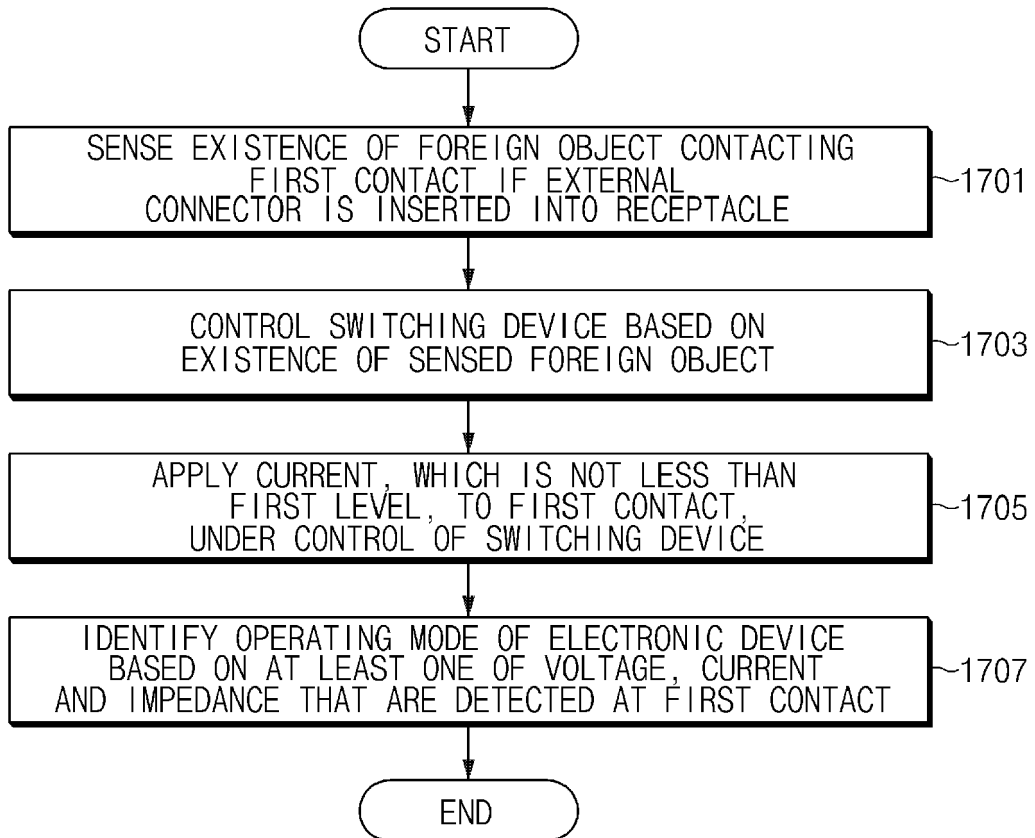 START
SENSE EXISTENCE OF FOREIGN OBJECT CONTACTING
FIRST CONTACT IF EXTERNAL
CONNECTOR IS INSERTED INTO RECEPTACLE
~1701
CONTROL SWITCHING DEVICE BASED ON
EXISTENCE OF SENSED FOREIGN OBJECT
~1703
APPLY CURRENT, WHICH IS NOT LESS THAN
FIRST LEVEL, TO FIRST CONTACT,
UNDER CONTROL OF SWITCHING DEVICE
~1705
IDENTIFY OPERATING MODE OF ELECTRONIC DEVICE
BASED ON AT LEAST ONE OF VOLTAGE, CURRENT
AND IMPEDANCE THAT ARE DETECTED AT FIRST CONTACT
~1707
END